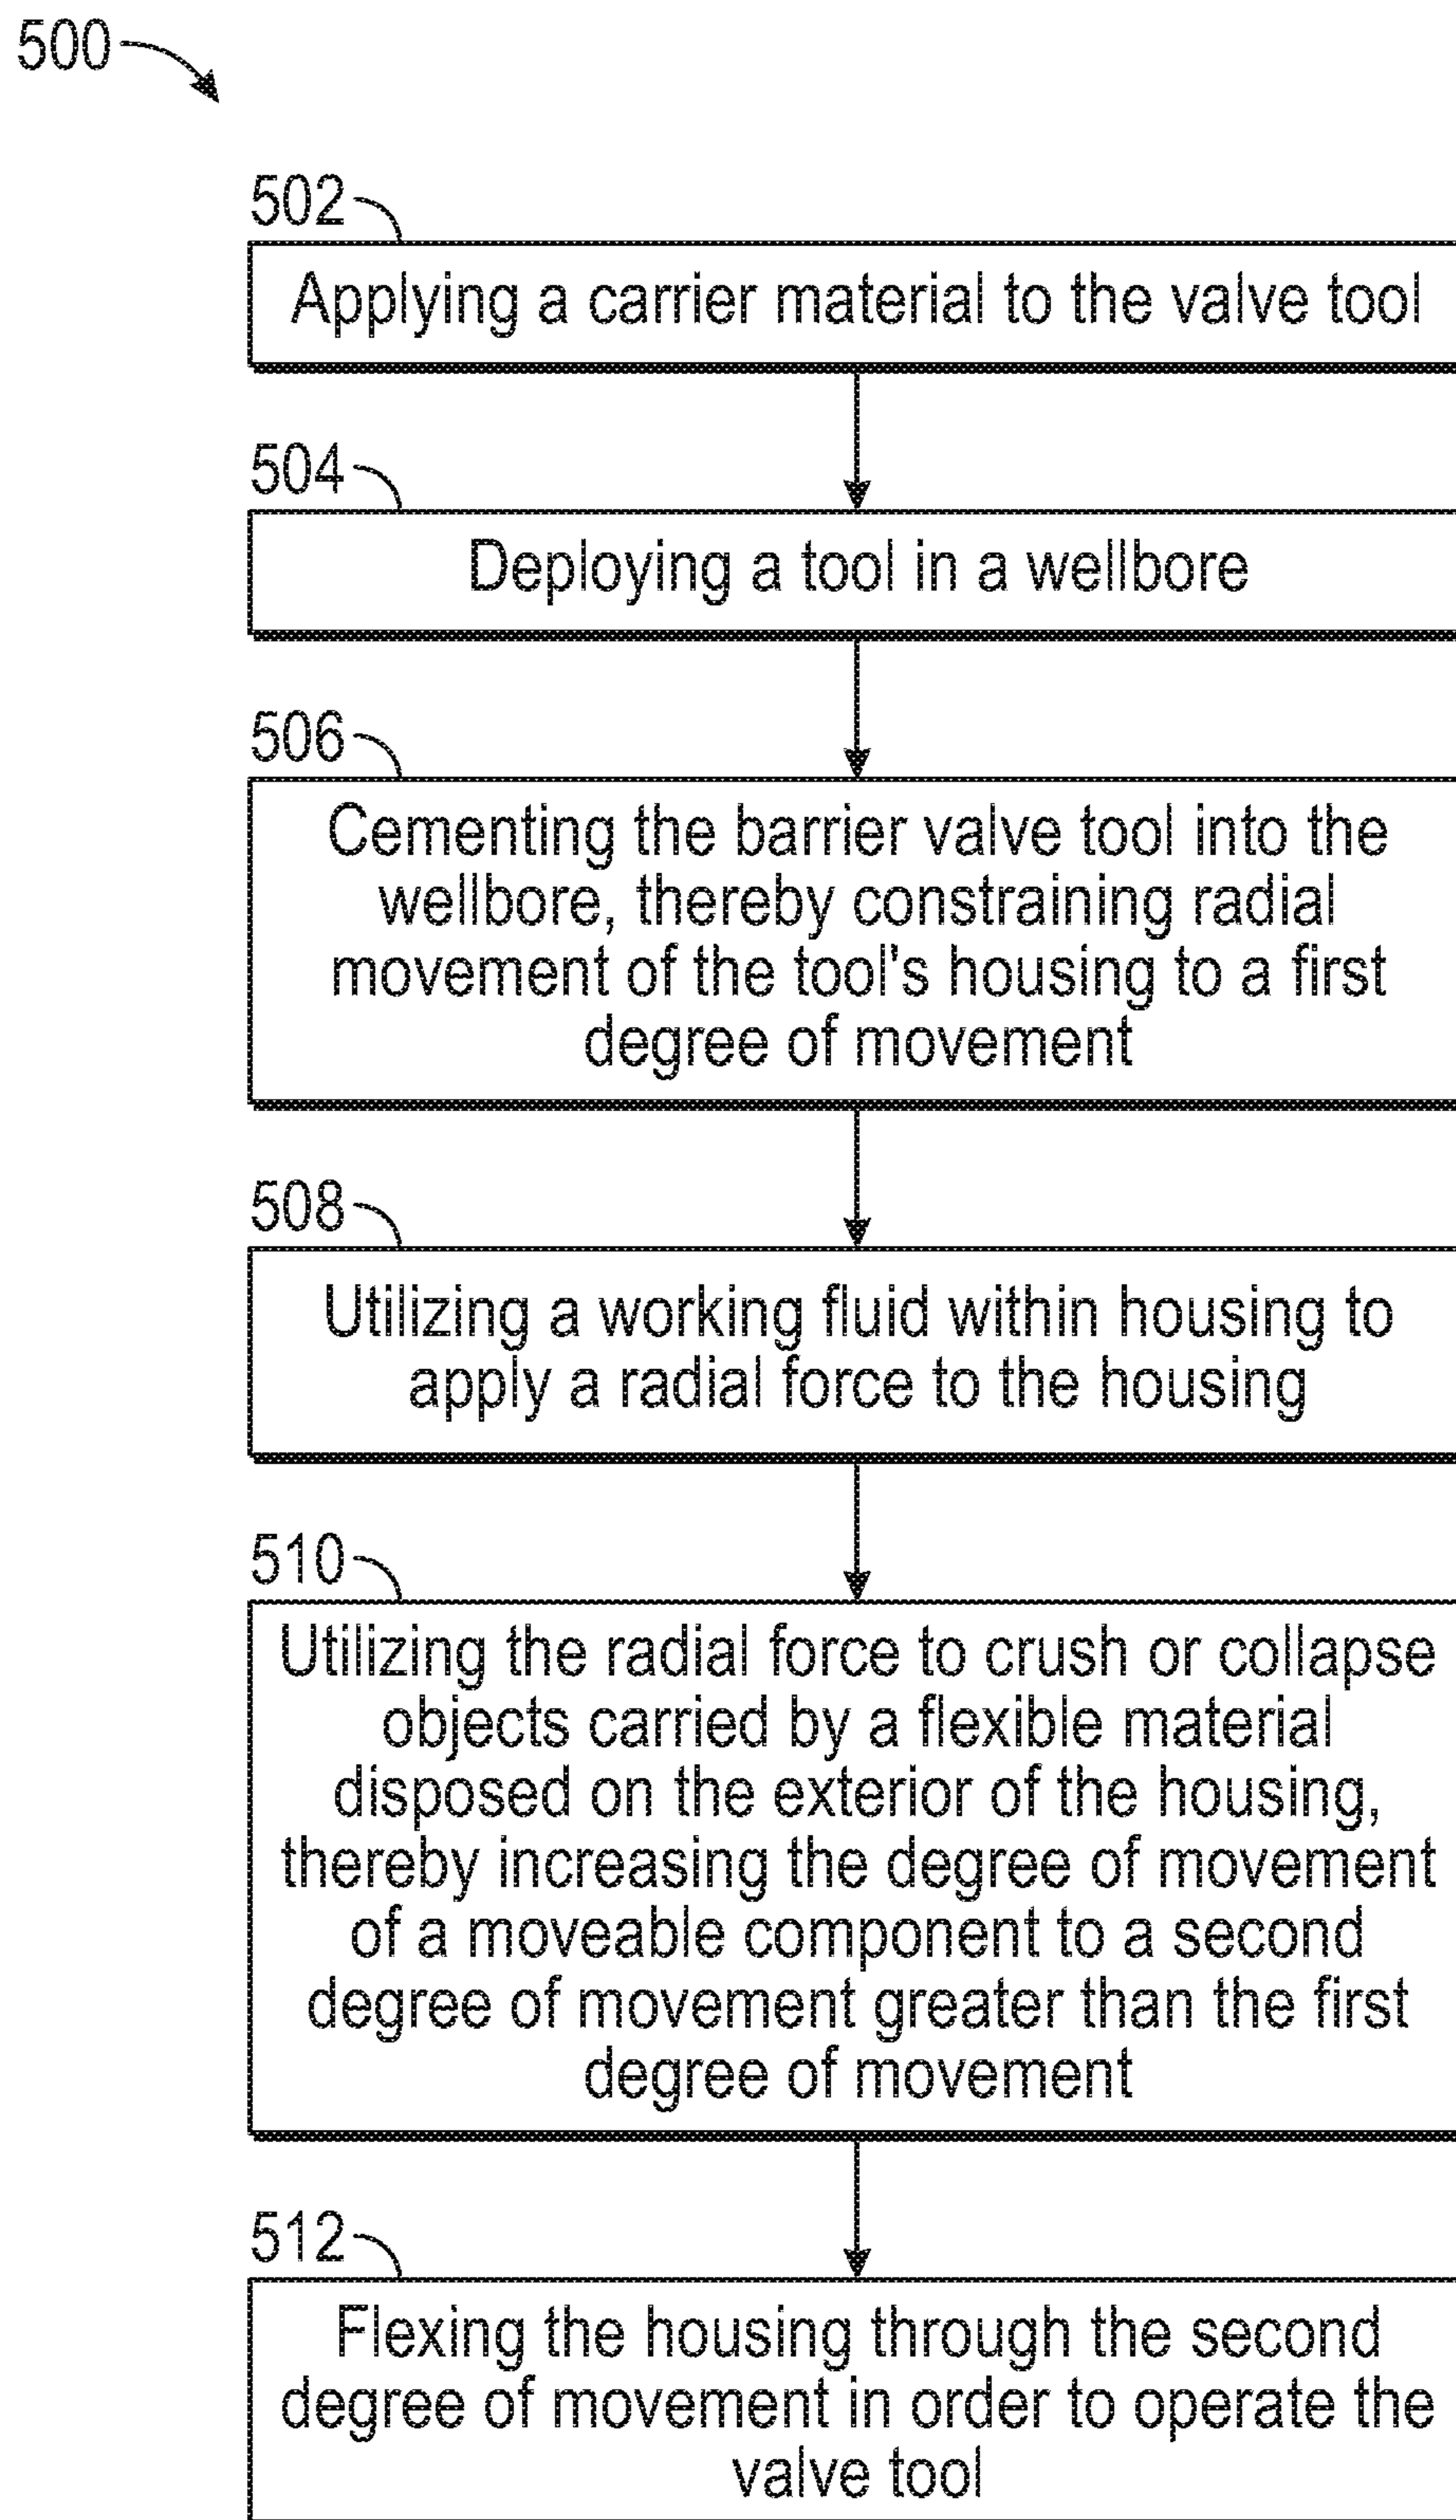 500
502
Applying a carrier material to the valve tool
504
Deploying a tool in a wellbore
506
Cementing the barrier valve tool into the
wellbore, thereby constraining radial
movement of the tool's housing to a first
degree of movement
508
Utilizing a working fluid within housing to
apply a radial force to the housing
510
Utilizing the radial force to crush or collapse
objects carried by a flexible material
disposed on the exterior of the housing,
thereby increasing the degree of movement
of a moveable component to a second
degree of movement greater than the first
degree of movement
512
Flexing the housing through the second
degree of movement in order to operate the
valve tool